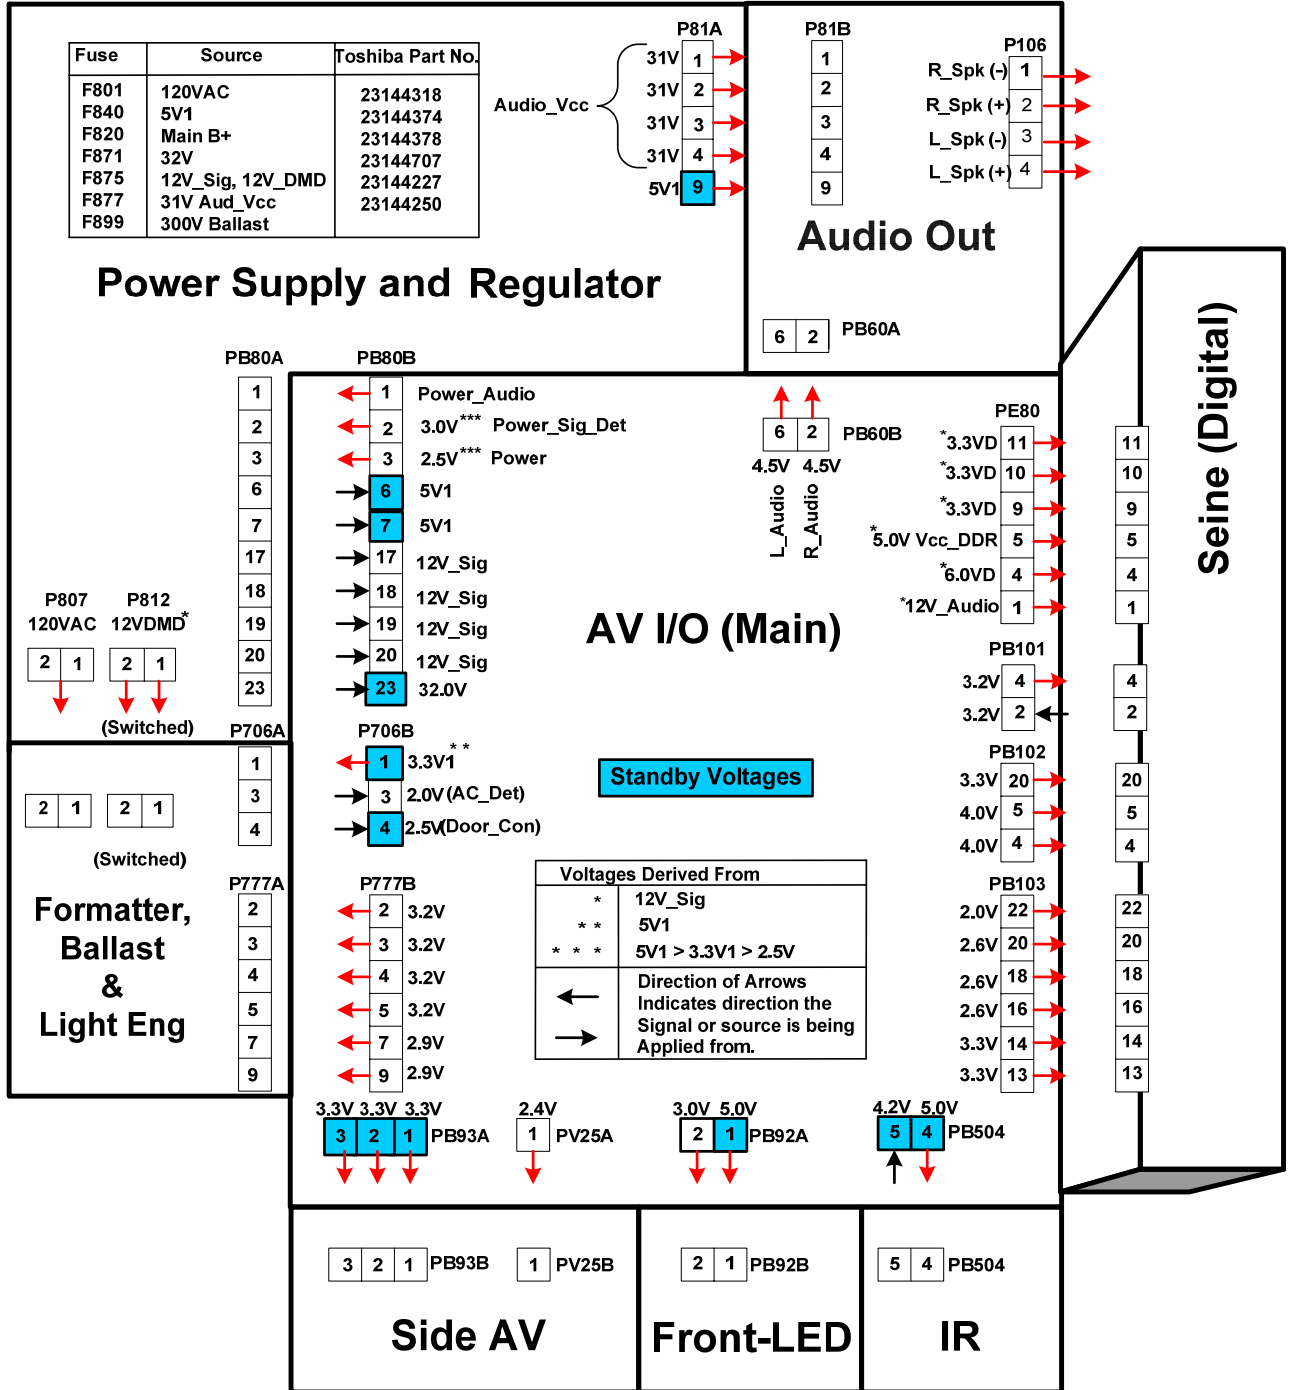 Fuse Source Toshiba Part No.
F801 120VAC 23144318
F840 5V1 23144374
F820 Main B+ 23144378
F871 32V 23144707
F875 12V_Sig, 12V_DMD 23144227
F877 31V Aud_Vcc 23144250
F899 300V Ballast
Power Supply and Regulator
P81A
Audio_Vcc
31V 1
31V 2
31V 3
31V 4
5V1 9
P81B
1
2
3
4
9
P106
R_Spk (-) 1
R_Spk (+) 2
L_Spk (-) 3
L_Spk (+) 4
Audio Out
6 2 PB60A
PB80A
1
2
3
6
7
17
18
19
20
23
PB80B
1 Power_Audio
2 3.0V*** Power_Sig_Det
3 2.5V*** Power
6 5V1
7 5V1
17 12V_Sig
18 12V_Sig
19 12V_Sig
20 12V_Sig
23 32.0V
6 2 PB60B
4.5V 4.5V
L_Audio
R_Audio
PE80
*3.3VD 11
*3.3VD 10
*3.3VD 9
*5.0V Vcc_DDR 5
*6.0VD 4
*12V_Audio 1
11
10
9
5
4
1
Seine (Digital)
AV I/O (Main)
P807
120VAC
2 1
P812
12VDMD*
2 1
(Switched)
PB101
3.2V 4
3.2V 2
4
2
P706A
1
3
4
P706B
1 3.3V1**
3 2.0V (AC_Det)
4 2.5V(Door_Con)
Standby Voltages
PB102
3.3V 20
4.0V 5
4.0V 4
20
5
4
2 1
2 1
(Switched)
Formatter,
Ballast
&
Light Eng
P777A
2
3
4
5
7
9
P777B
2 3.2V
3 3.2V
4 3.2V
5 3.2V
7 2.9V
9 2.9V
Voltages Derived From
* 12V_Sig
* * 5V1
* * * 5V1 > 3.3V1 > 2.5V
Direction of Arrows
Indicates direction the
Signal or source is being
Applied from.
PB103
2.0V 22
2.6V 20
2.6V 18
2.6V 16
3.3V 14
3.3V 13
22
20
18
16
14
13
3.3V 3.3V 3.3V
3 2 1 PB93A
2.4V
1 PV25A
3.0V 5.0V
2 1 PB92A
4.2V 5.0V
5 4 PB504
3 2 1 PB93B
1 PV25B
2 1 PB92B
5 4 PB504
Side AV
Front-LED
IR